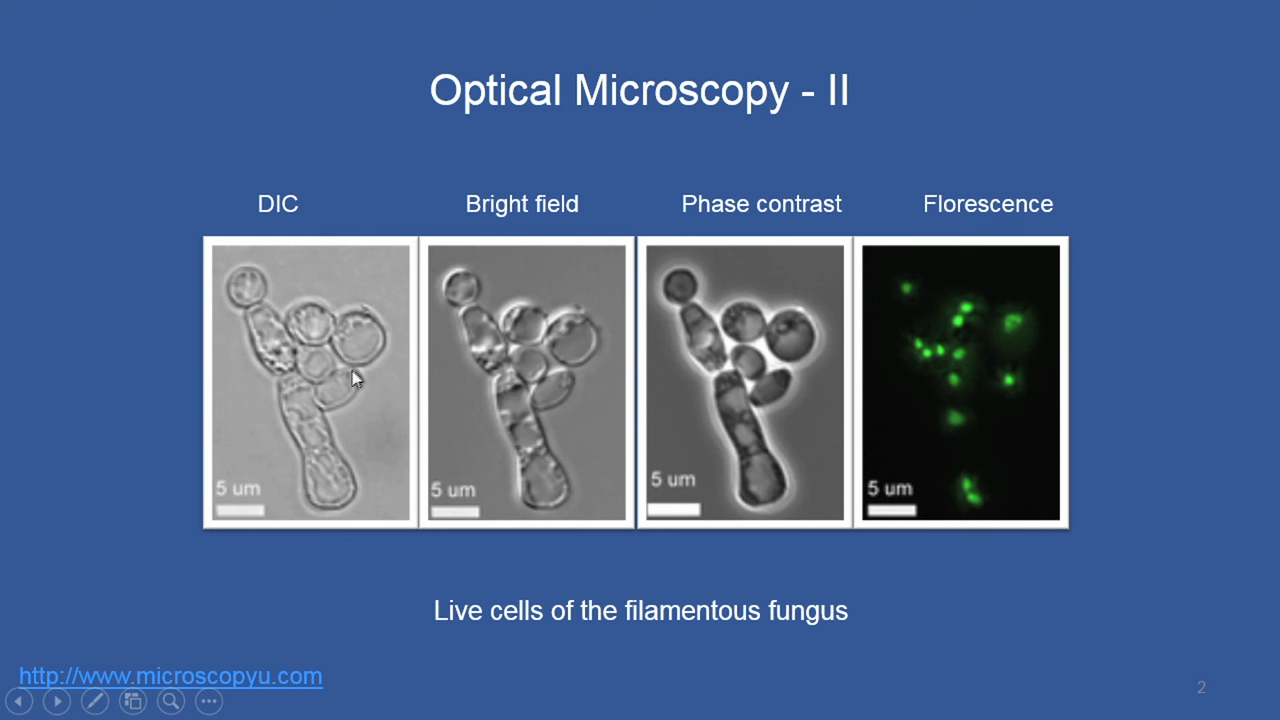 Optical Microscopy - II
DIC
Bright field
Phase contrast
Florescence
5 um
5 um
5 um
5 um
Live cells of the filamentous fungus
http://www.microscopyu.com
2